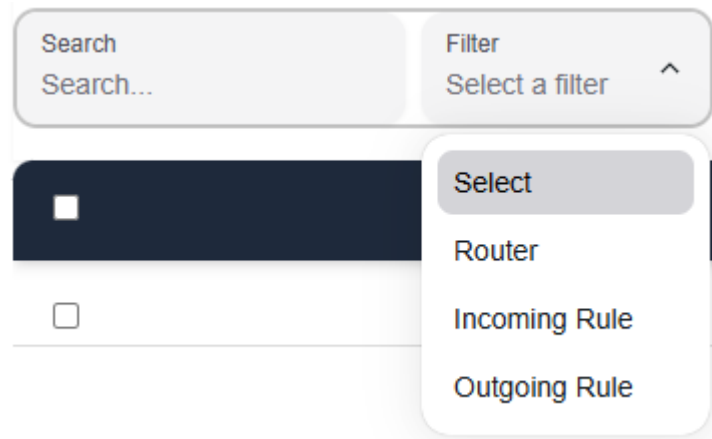 Search
Search...
Filter
Select a filter
Select
Router
Incoming Rule
Outgoing Rule